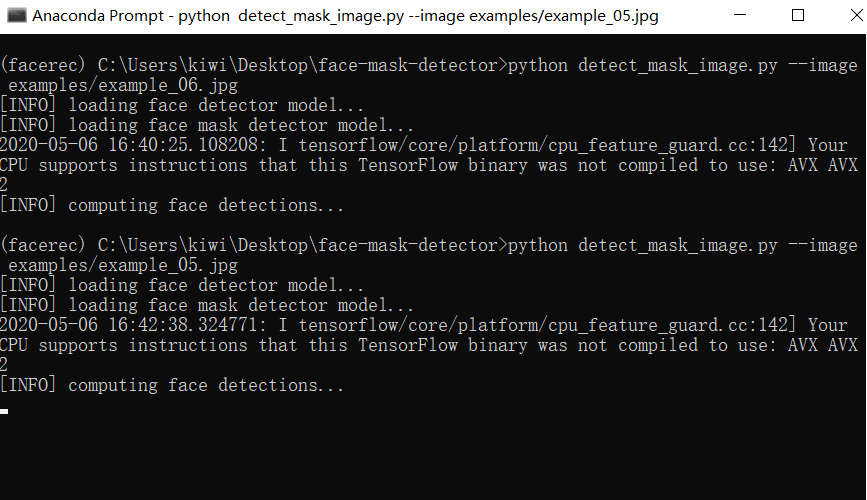 Anaconda Prompt - python  detect_mask_image.py --image examples/example_05.jpg
(facerec) C:\Users\kiwi\Desktop\face-mask-detector>python detect_mask_image.py --image
examples/example_06.jpg
[INFO] loading face detector model...
[INFO] loading face mask detector model...
2020-05-06 16:40:25.108208: I tensorflow/core/platform/cpu_feature_guard.cc:142] Your
CPU supports instructions that this TensorFlow binary was not compiled to use: AVX AVX
2
[INFO] computing face detections...
(facerec) C:\Users\kiwi\Desktop\face-mask-detector>python detect_mask_image.py --image
examples/example_05.jpg
[INFO] loading face detector model...
[INFO] loading face mask detector model...
2020-05-06 16:42:38.324771: I tensorflow/core/platform/cpu_feature_guard.cc:142] Your
CPU supports instructions that this TensorFlow binary was not compiled to use: AVX AVX
2
[INFO] computing face detections...